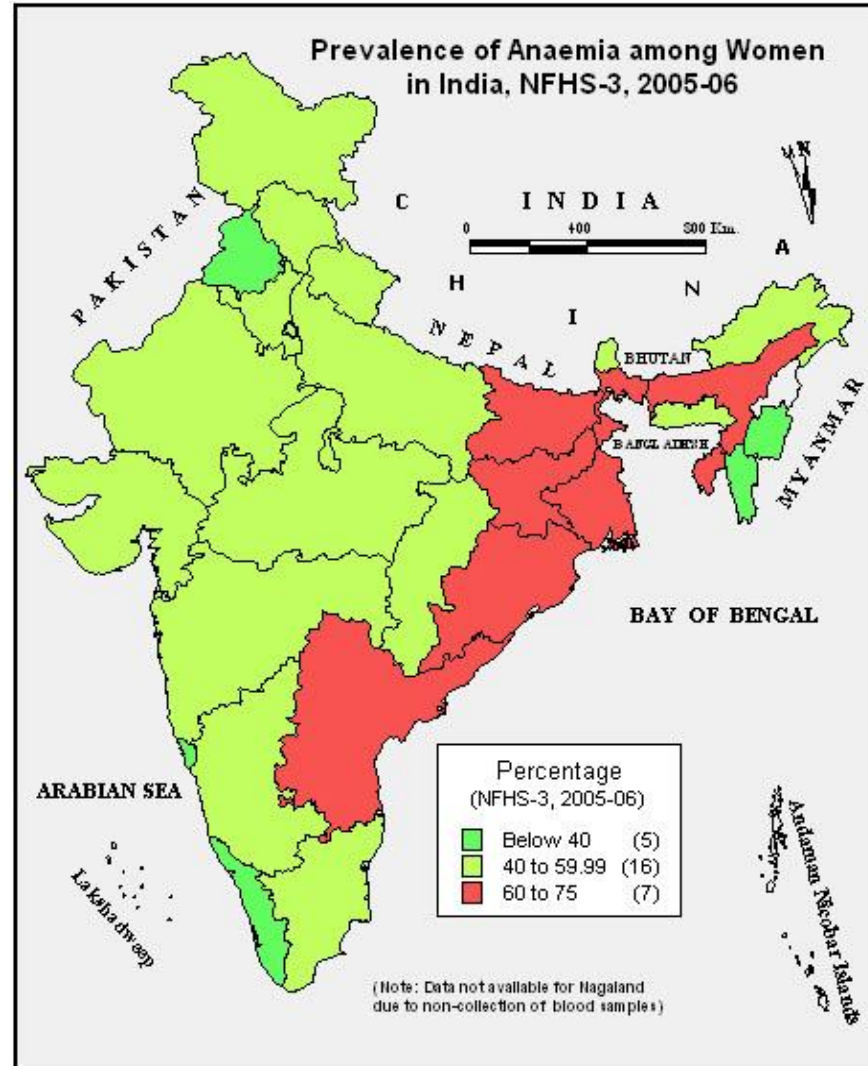 Prevalence of Anaemia among Women
in India, NFHS-3, 2005-06
N
INDIA
0 400 800 Km.
PAKISTAN
CHINA
NEPAL
BHUTAN
BANGLADESH
MYANMAR
BAY OF BENGAL
ARABIAN SEA
Lakshadweep
Andaman Nicobar Islands
Percentage
(NFHS-3, 2005-06)
Below 40 (5)
40 to 59.99 (16)
60 to 75 (7)
(Note: Data not available for Nagaland
due to non-collection of blood samples)